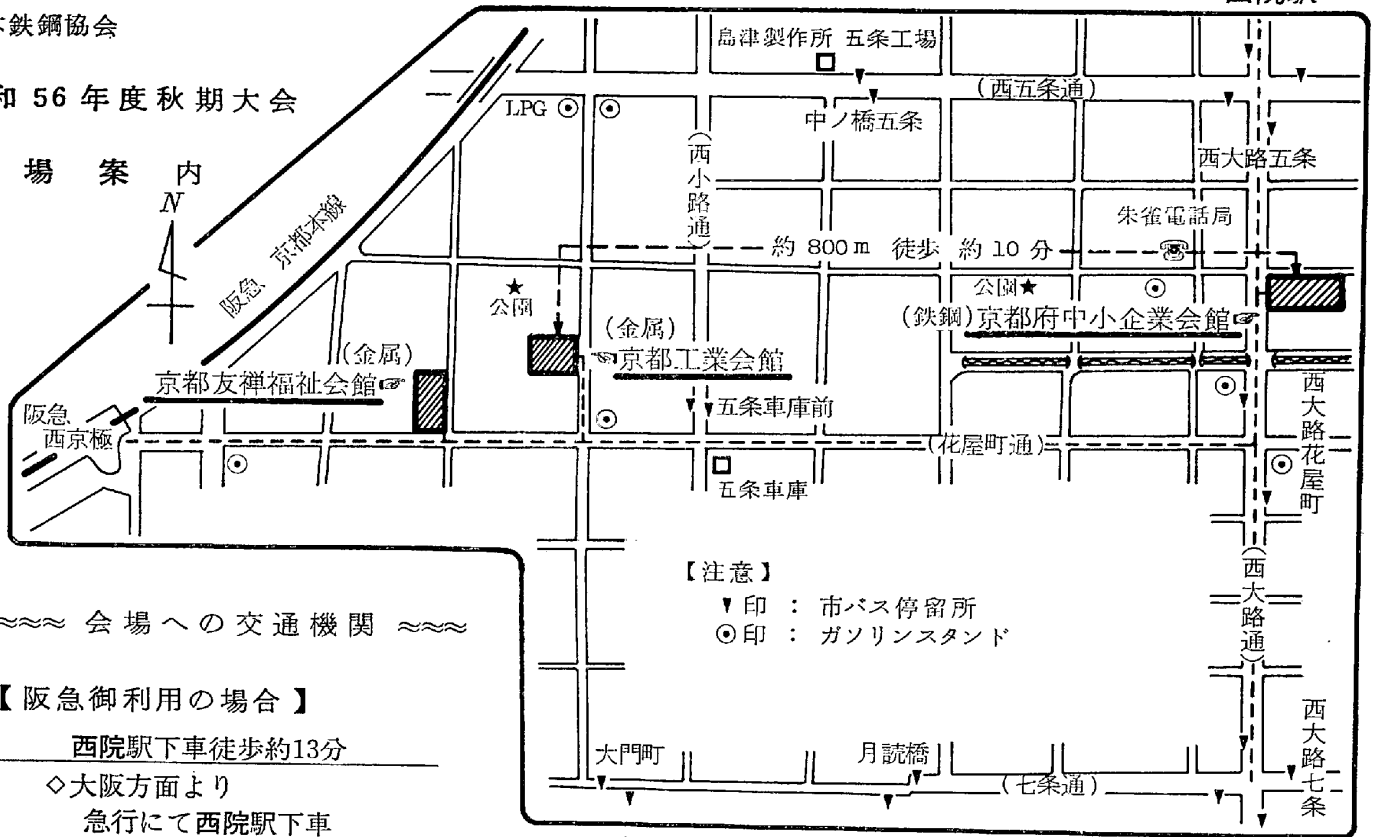 鉄鋼協会
和 56 年度秋期大会
場 案 内
N
島津製作所 五条工場
(西五条通)
LPG
中ノ橋五条
(西小路通)
西大路五条
阪急 京都本線
朱雀電話局
約 800m 徒歩 約 10 分
★
公園
公園★
(金属)
京都工業会館
(鉄鋼)京都府中小企業会館
(金属)
京都友禅福祉会館
阪急
西京極
五条車庫前
(花屋町通)
西大路花屋町
五条車庫
【注意】
▼印 : 市バス停留所
⊙印 : ガソリンスタンド
(西大路通)
≈≈≈ 会場への交通機関 ≈≈≈
【阪急御利用の場合】
西院駅下車徒歩約13分
◇大阪方面より
急行にて西院駅下車
大門町
月読橋
(七条通)
西大路七条